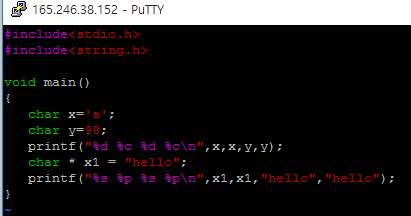 165.246.38.152 - PuTTY
#include<stdio.h>
#include<string.h>
void main()
{
char x='a';
char y=98;
printf("%d %c %d %c\n",x,x,y,y);
char * x1 = "hello";
printf("%s %p %s %p\n",x1,x1,"hello","hello");
}
~